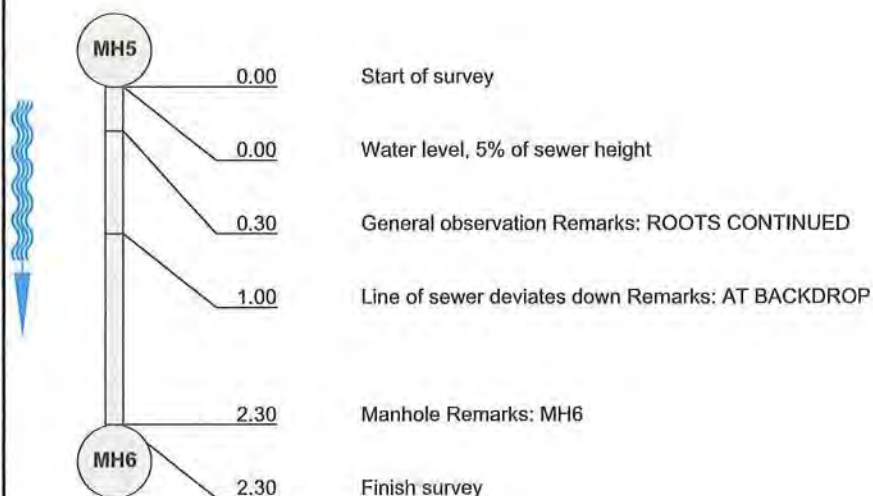 MH5
0.00 Start of survey
0.00 Water level, 5% of sewer height
0.30 General observation Remarks: ROOTS CONTINUED
1.00 Line of sewer deviates down Remarks: AT BACKDROP
2.30 Manhole Remarks: MH6
MH6
2.30 Finish survey